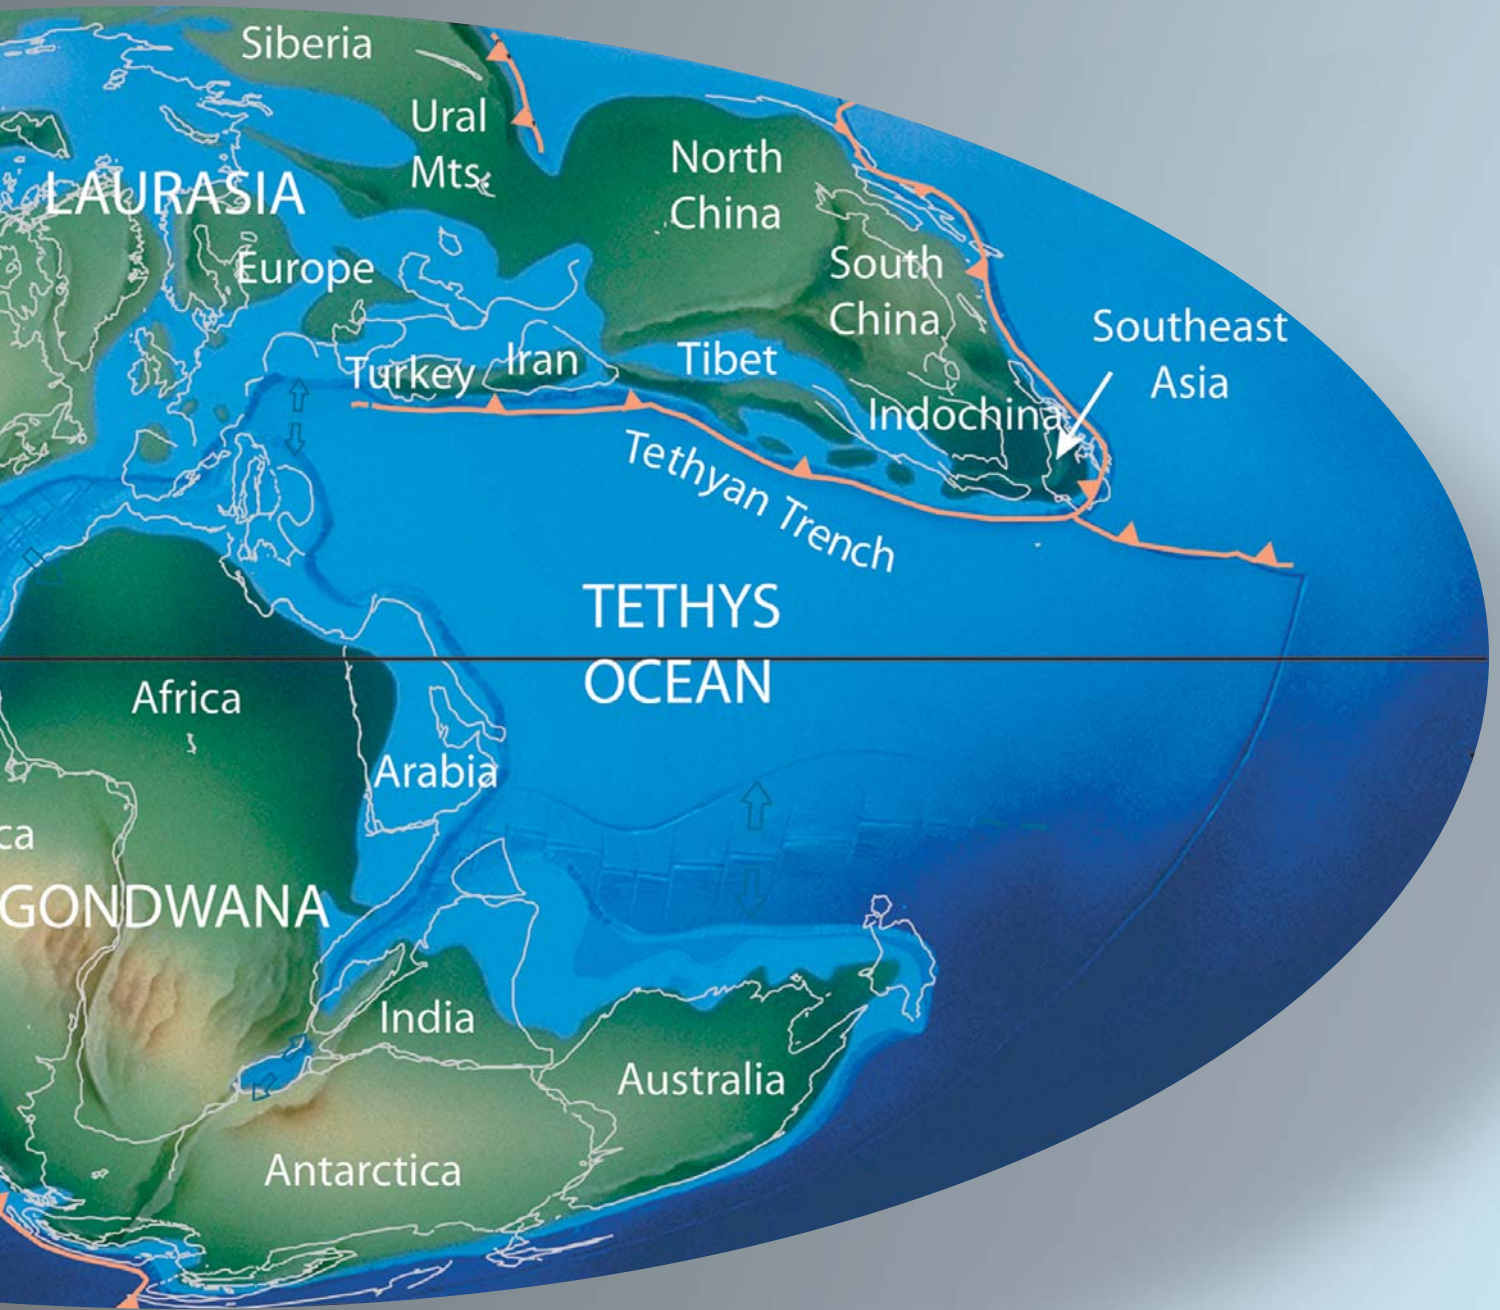 Siberia
Ural
Mts.
North
China
LAURASIA
Europe
South
China
Southeast
Asia
Turkey
Iran
Tibet
Indochina
Tethyan Trench
TETHYS
OCEAN
Africa
Arabia
ca
GONDWANA
India
Australia
Antarctica